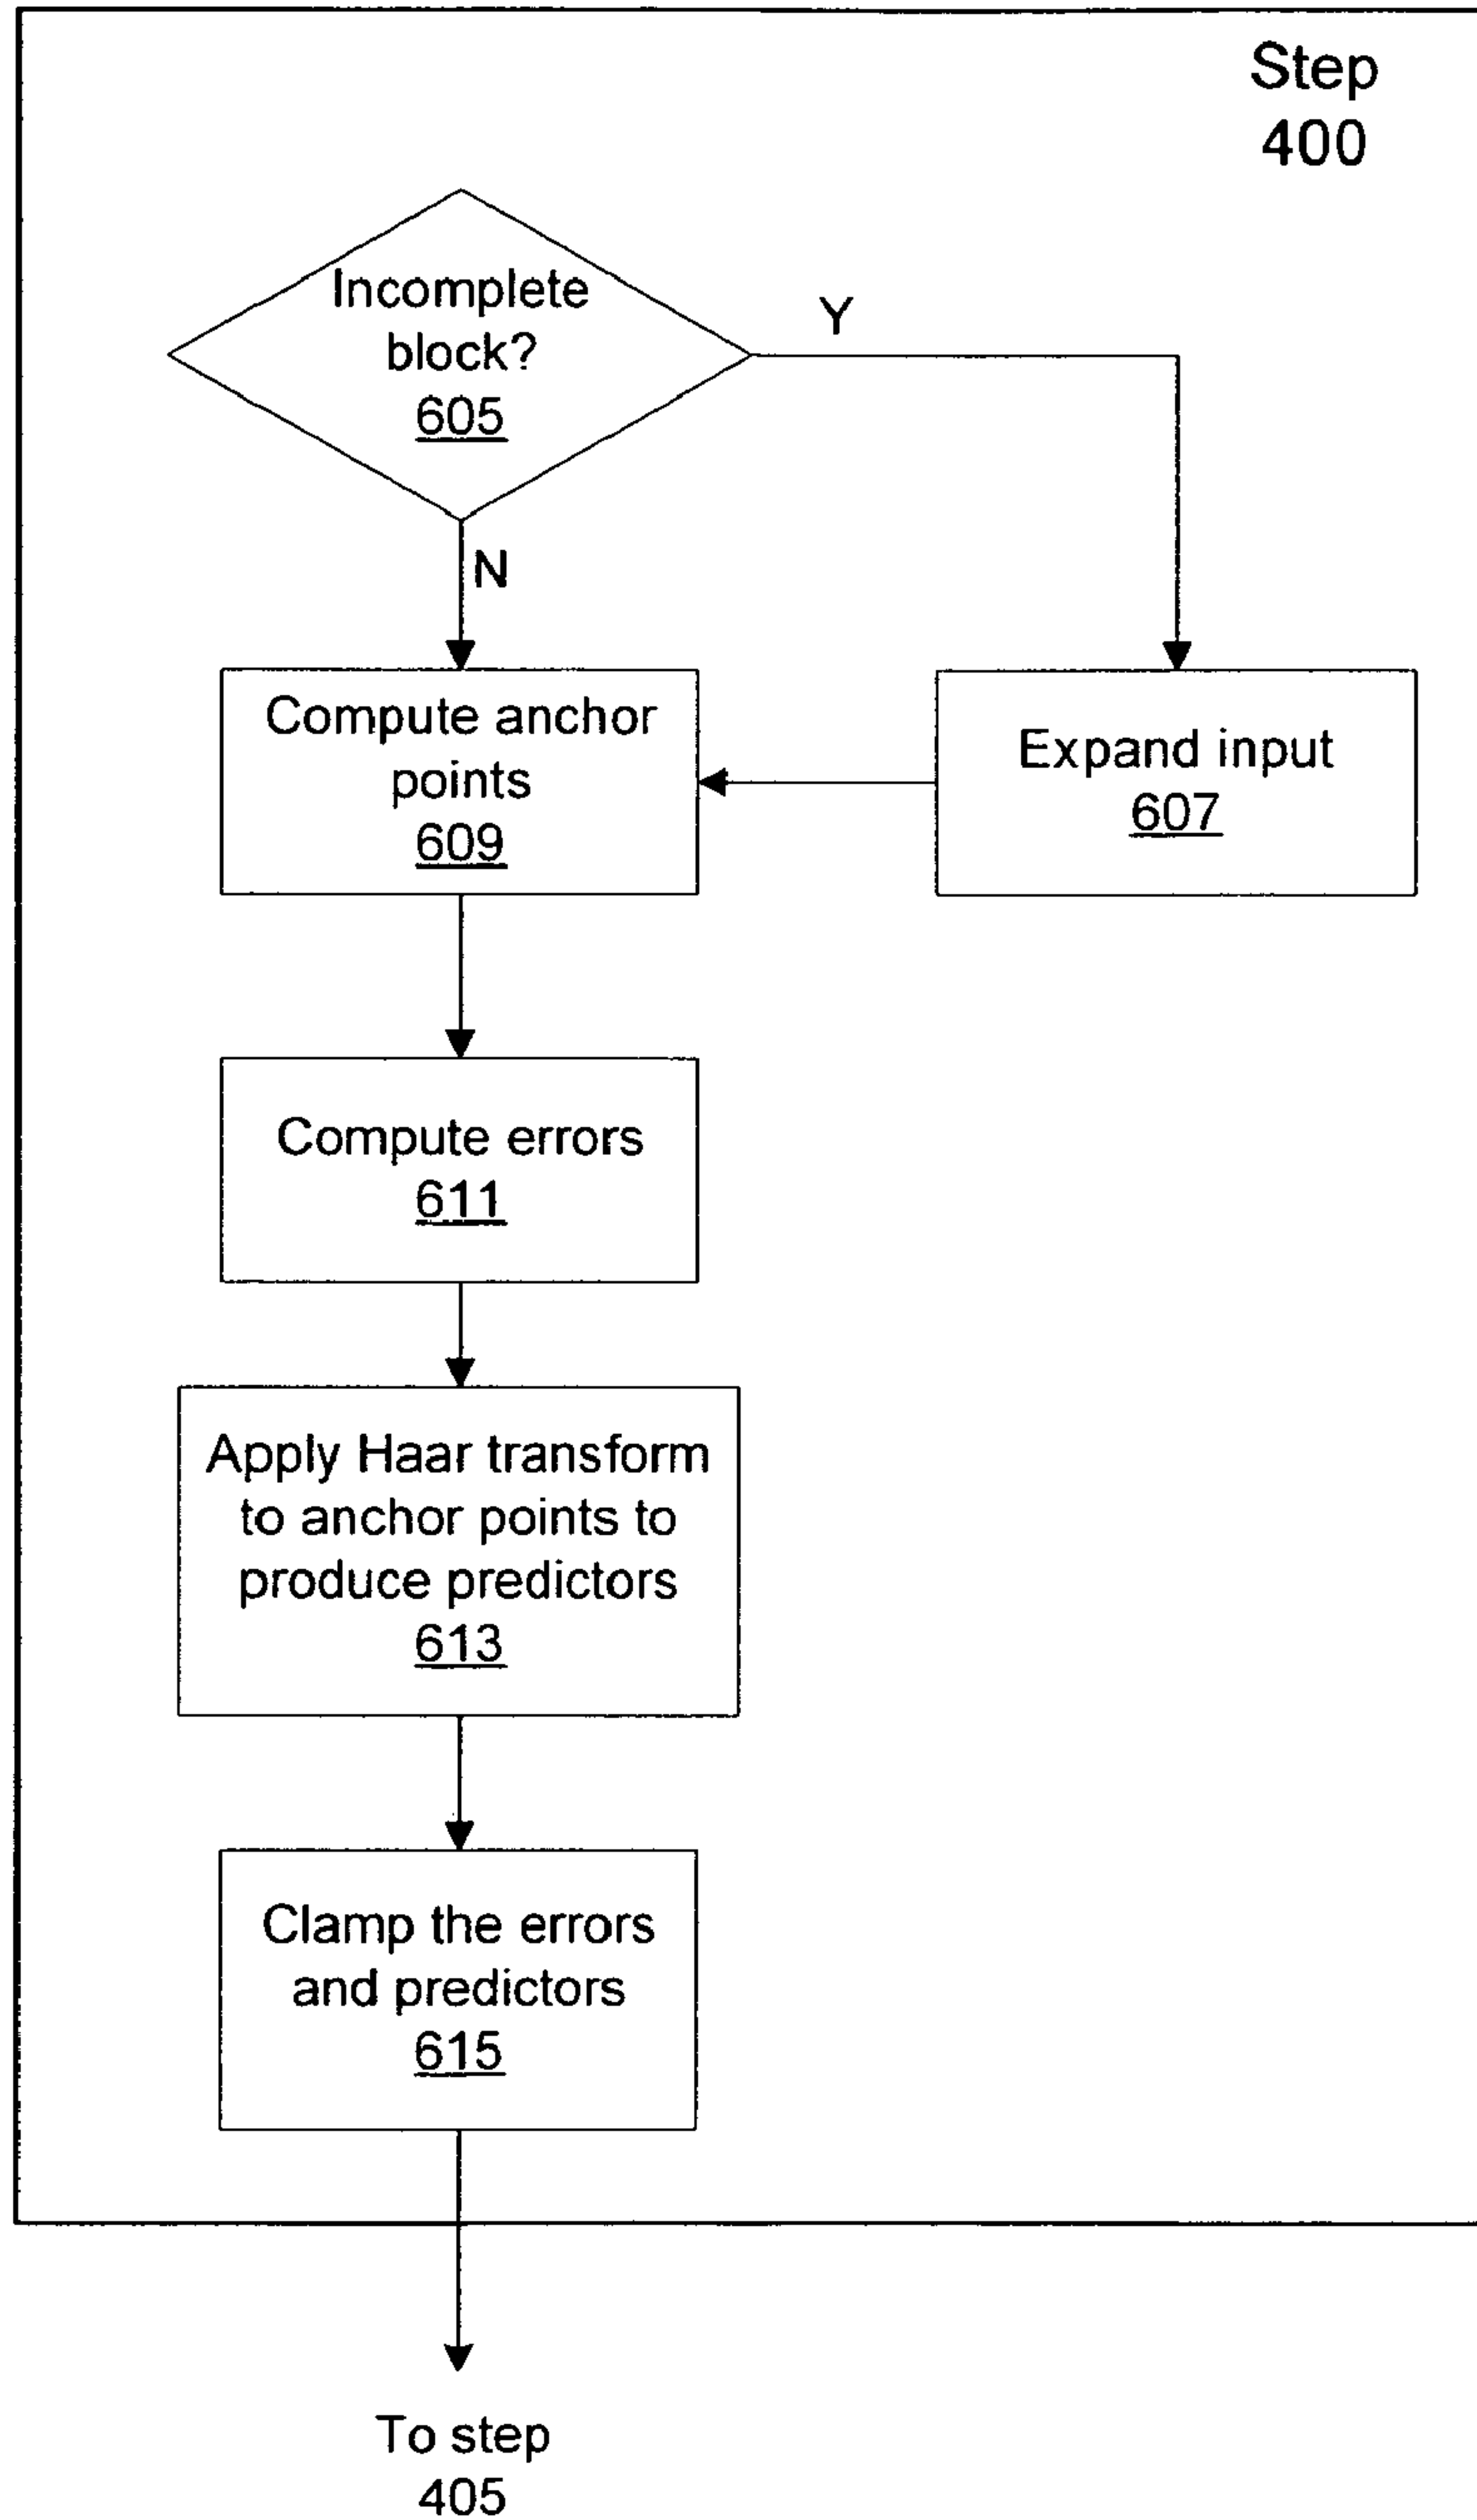 Step
400
Incomplete
block?
605
Y
N
Compute anchor
points
609
Expand input
607
Compute errors
611
Apply Haar transform
to anchor points to
produce predictors
613
Clamp the errors
and predictors
615
To step
405